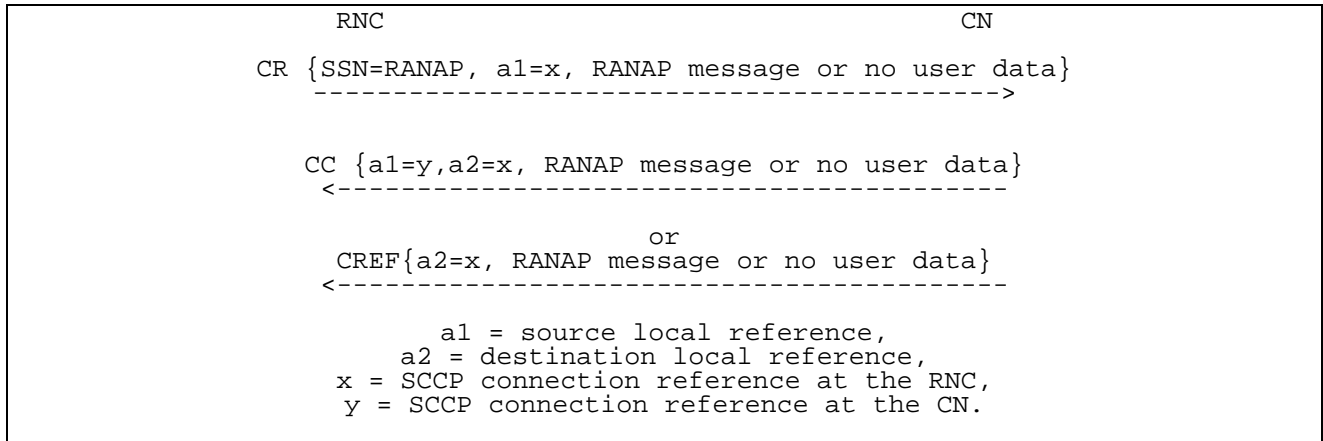 RNC CN
CR {SSN=RANAP, a1=x, RANAP message or no user data}
------------------------------------------->
CC {a1=y,a2=x, RANAP message or no user data}
<------------------------------------------
or
CREF{a2=x, RANAP message or no user data}
<------------------------------------------
a1 = source local reference,
a2 = destination local reference,
x = SCCP connection reference at the RNC,
y = SCCP connection reference at the CN.